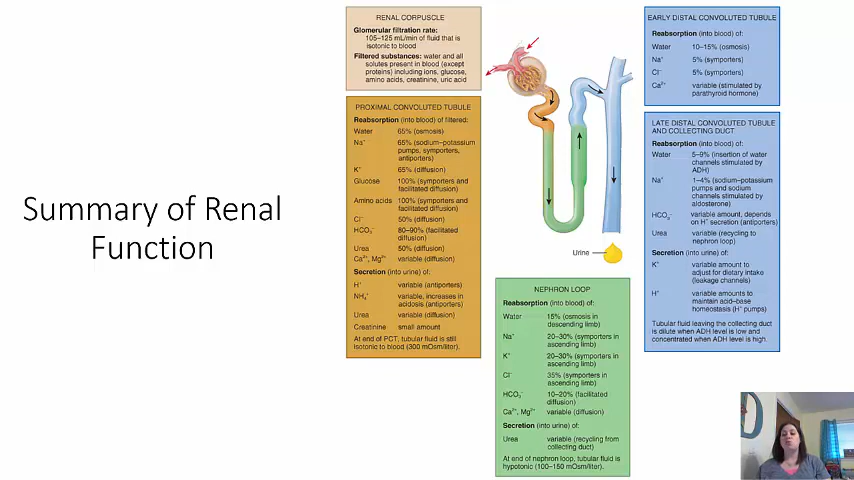 Summary of Renal
Function
RENAL CORPUSCLE
Glomerular filtration rate:
105–125 mL/min of fluid that is
isotonic to blood
Filtered substances: water and all
solutes present in blood (except
proteins) including ions, glucose,
amino acids, creatinine, uric acid
PROXIMAL CONVOLUTED TUBULE
Reabsorption (into blood) of filtered:
Water 65% (osmosis)
Na⁺ 65% (sodium–potassium
pumps, symporters,
antiporters)
K⁺ 65% (diffusion)
Glucose 100% (symporters and
facilitated diffusion)
Amino acids 100% (symporters and
facilitated diffusion)
Cl⁻ 50% (diffusion)
HCO₃⁻ 80–90% (facilitated
diffusion)
Urea 50% (diffusion)
Ca²⁺, Mg²⁺ variable (diffusion)
Secretion (into urine) of:
H⁺ variable (antiporters)
NH₄⁺ variable, increases in
acidosis (antiporters)
Urea variable (diffusion)
Creatinine small amount
At end of PCT, tubular fluid is still
isotonic to blood (300 mOsm/liter).
Urine
NEPHRON LOOP
Reabsorption (into blood) of:
Water 15% (osmosis in
descending limb)
Na⁺ 20–30% (symporters in
ascending limb)
K⁺ 20–30% (symporters in
ascending limb)
Cl⁻ 35% (symporters in
ascending limb)
HCO₃⁻ 10–20% (facilitated
diffusion)
Ca²⁺, Mg²⁺ variable (diffusion)
Secretion (into urine) of:
Urea variable (recycling from
collecting duct)
At end of nephron loop, tubular fluid is
hypotonic (100–150 mOsm/liter).
EARLY DISTAL CONVOLUTED TUBULE
Reabsorption (into blood) of:
Water 10–15% (osmosis)
Na⁺ 5% (symporters)
Cl⁻ 5% (symporters)
Ca²⁺ variable (stimulated by
parathyroid hormone)
LATE DISTAL CONVOLUTED TUBULE
AND COLLECTING DUCT
Reabsorption (into blood) of:
Water 5–9% (insertion of water
channels stimulated by
ADH)
Na⁺ 1–4% (sodium–potassium
pumps and sodium
channels stimulated by
aldosterone)
HCO₃⁻ variable amount, depends
on H⁺ secretion (antiporters)
Urea variable (recycling to
nephron loop)
Secretion (into urine) of:
K⁺ variable amount to
adjust for dietary intake
(leakage channels)
H⁺ variable amounts to
maintain acid–base
homeostasis (H⁺ pumps)
Tubular fluid leaving the collecting duct
is dilute when ADH level is low and
concentrated when ADH level is high.